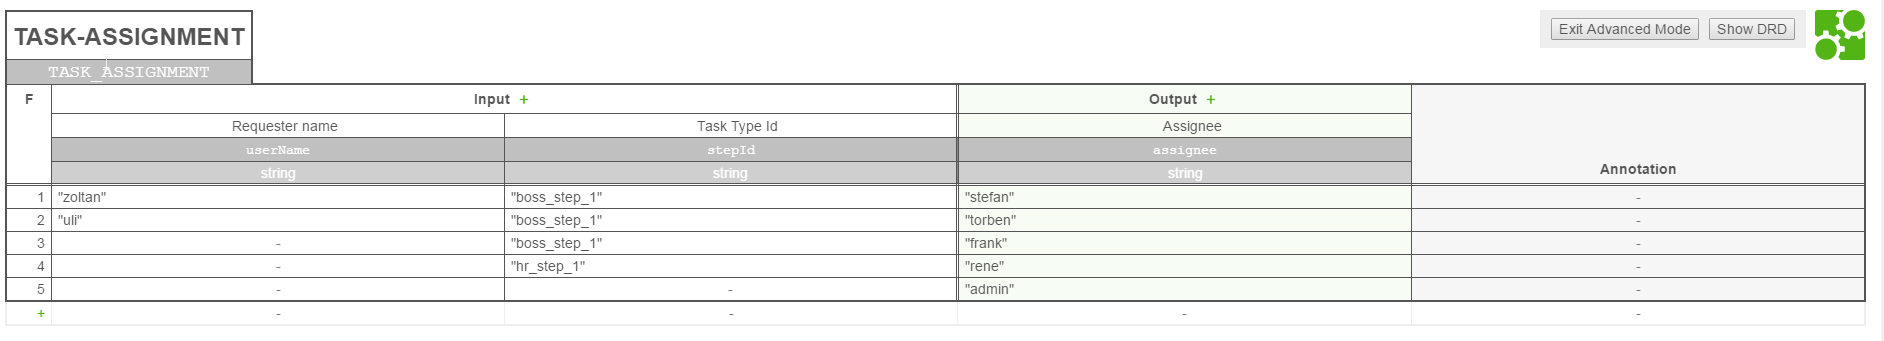 TASK-ASSIGNMENT
TASK_ASSIGNMENT
Exit Advanced Mode Show DRD
F Input + Output + Annotation
Requester name Task Type Id Assignee
userName stepId assignee
string string string
1 "zoltan" "boss_step_1" "stefan" -
2 "uli" "boss_step_1" "torben" -
3 - "boss_step_1" "frank" -
4 - "hr_step_1" "rene" -
5 - - "admin" -
+ - - - -